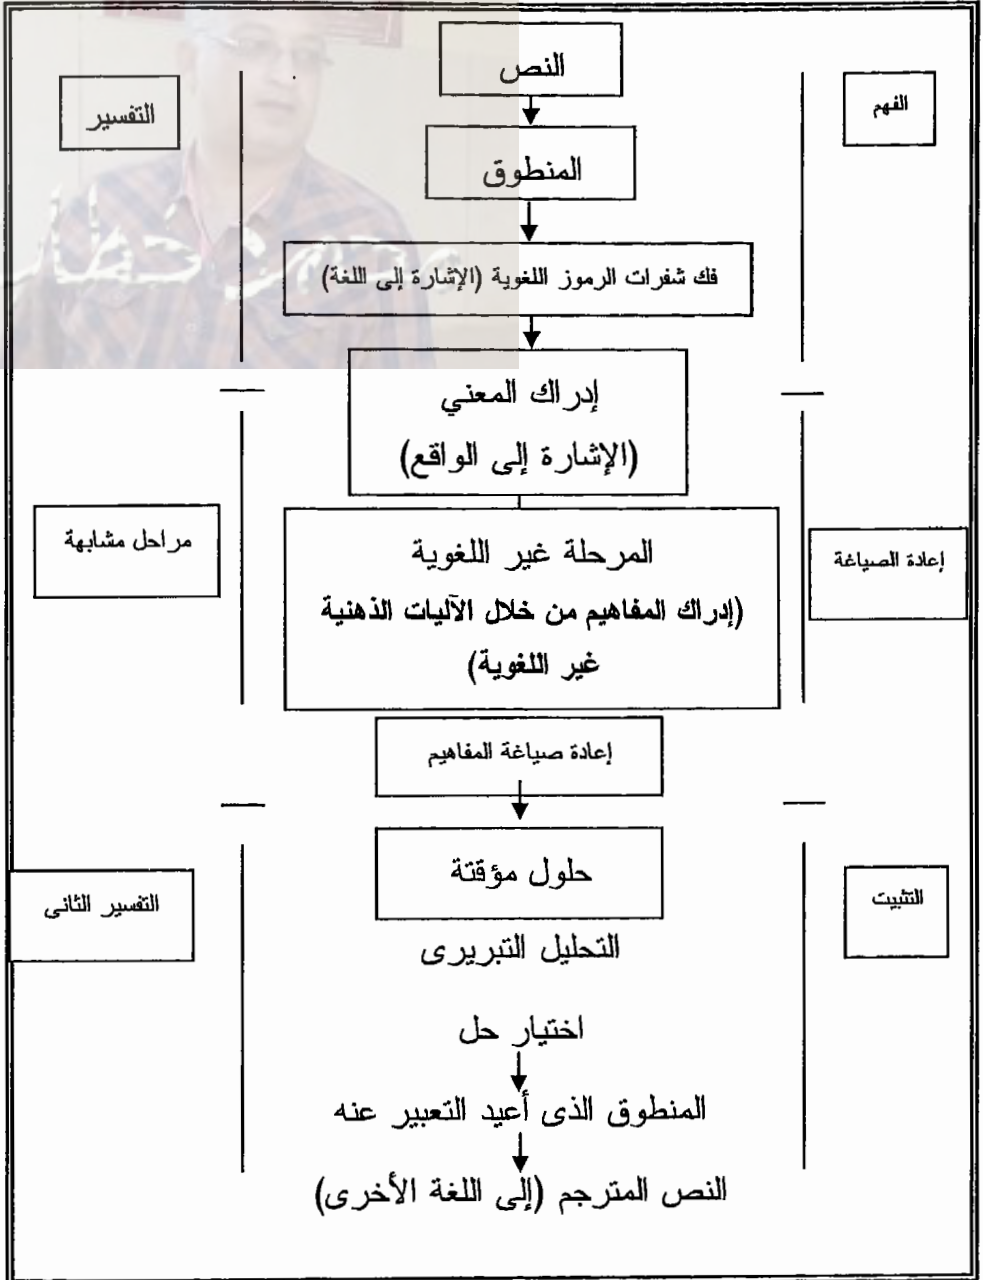 النص
الفهم
التفسير
المنطوق
فك شفرات الرموز اللغوية (الإشارة إلى اللغة)
إدراك المعني
(الإشارة إلى الواقع)
إعادة الصياغة
مراحل مشابهة
المرحلة غير اللغوية
(إدراك المفاهيم من خلال الآليات الذهنية
غير اللغوية)
إعادة صياغة المفاهيم
حلول مؤقتة
التثبيت
التفسير الثانى
التحليل التبريرى
اختيار حل
المنطوق الذى أعيد التعبير عنه
النص المترجم (إلى اللغة الأخرى)